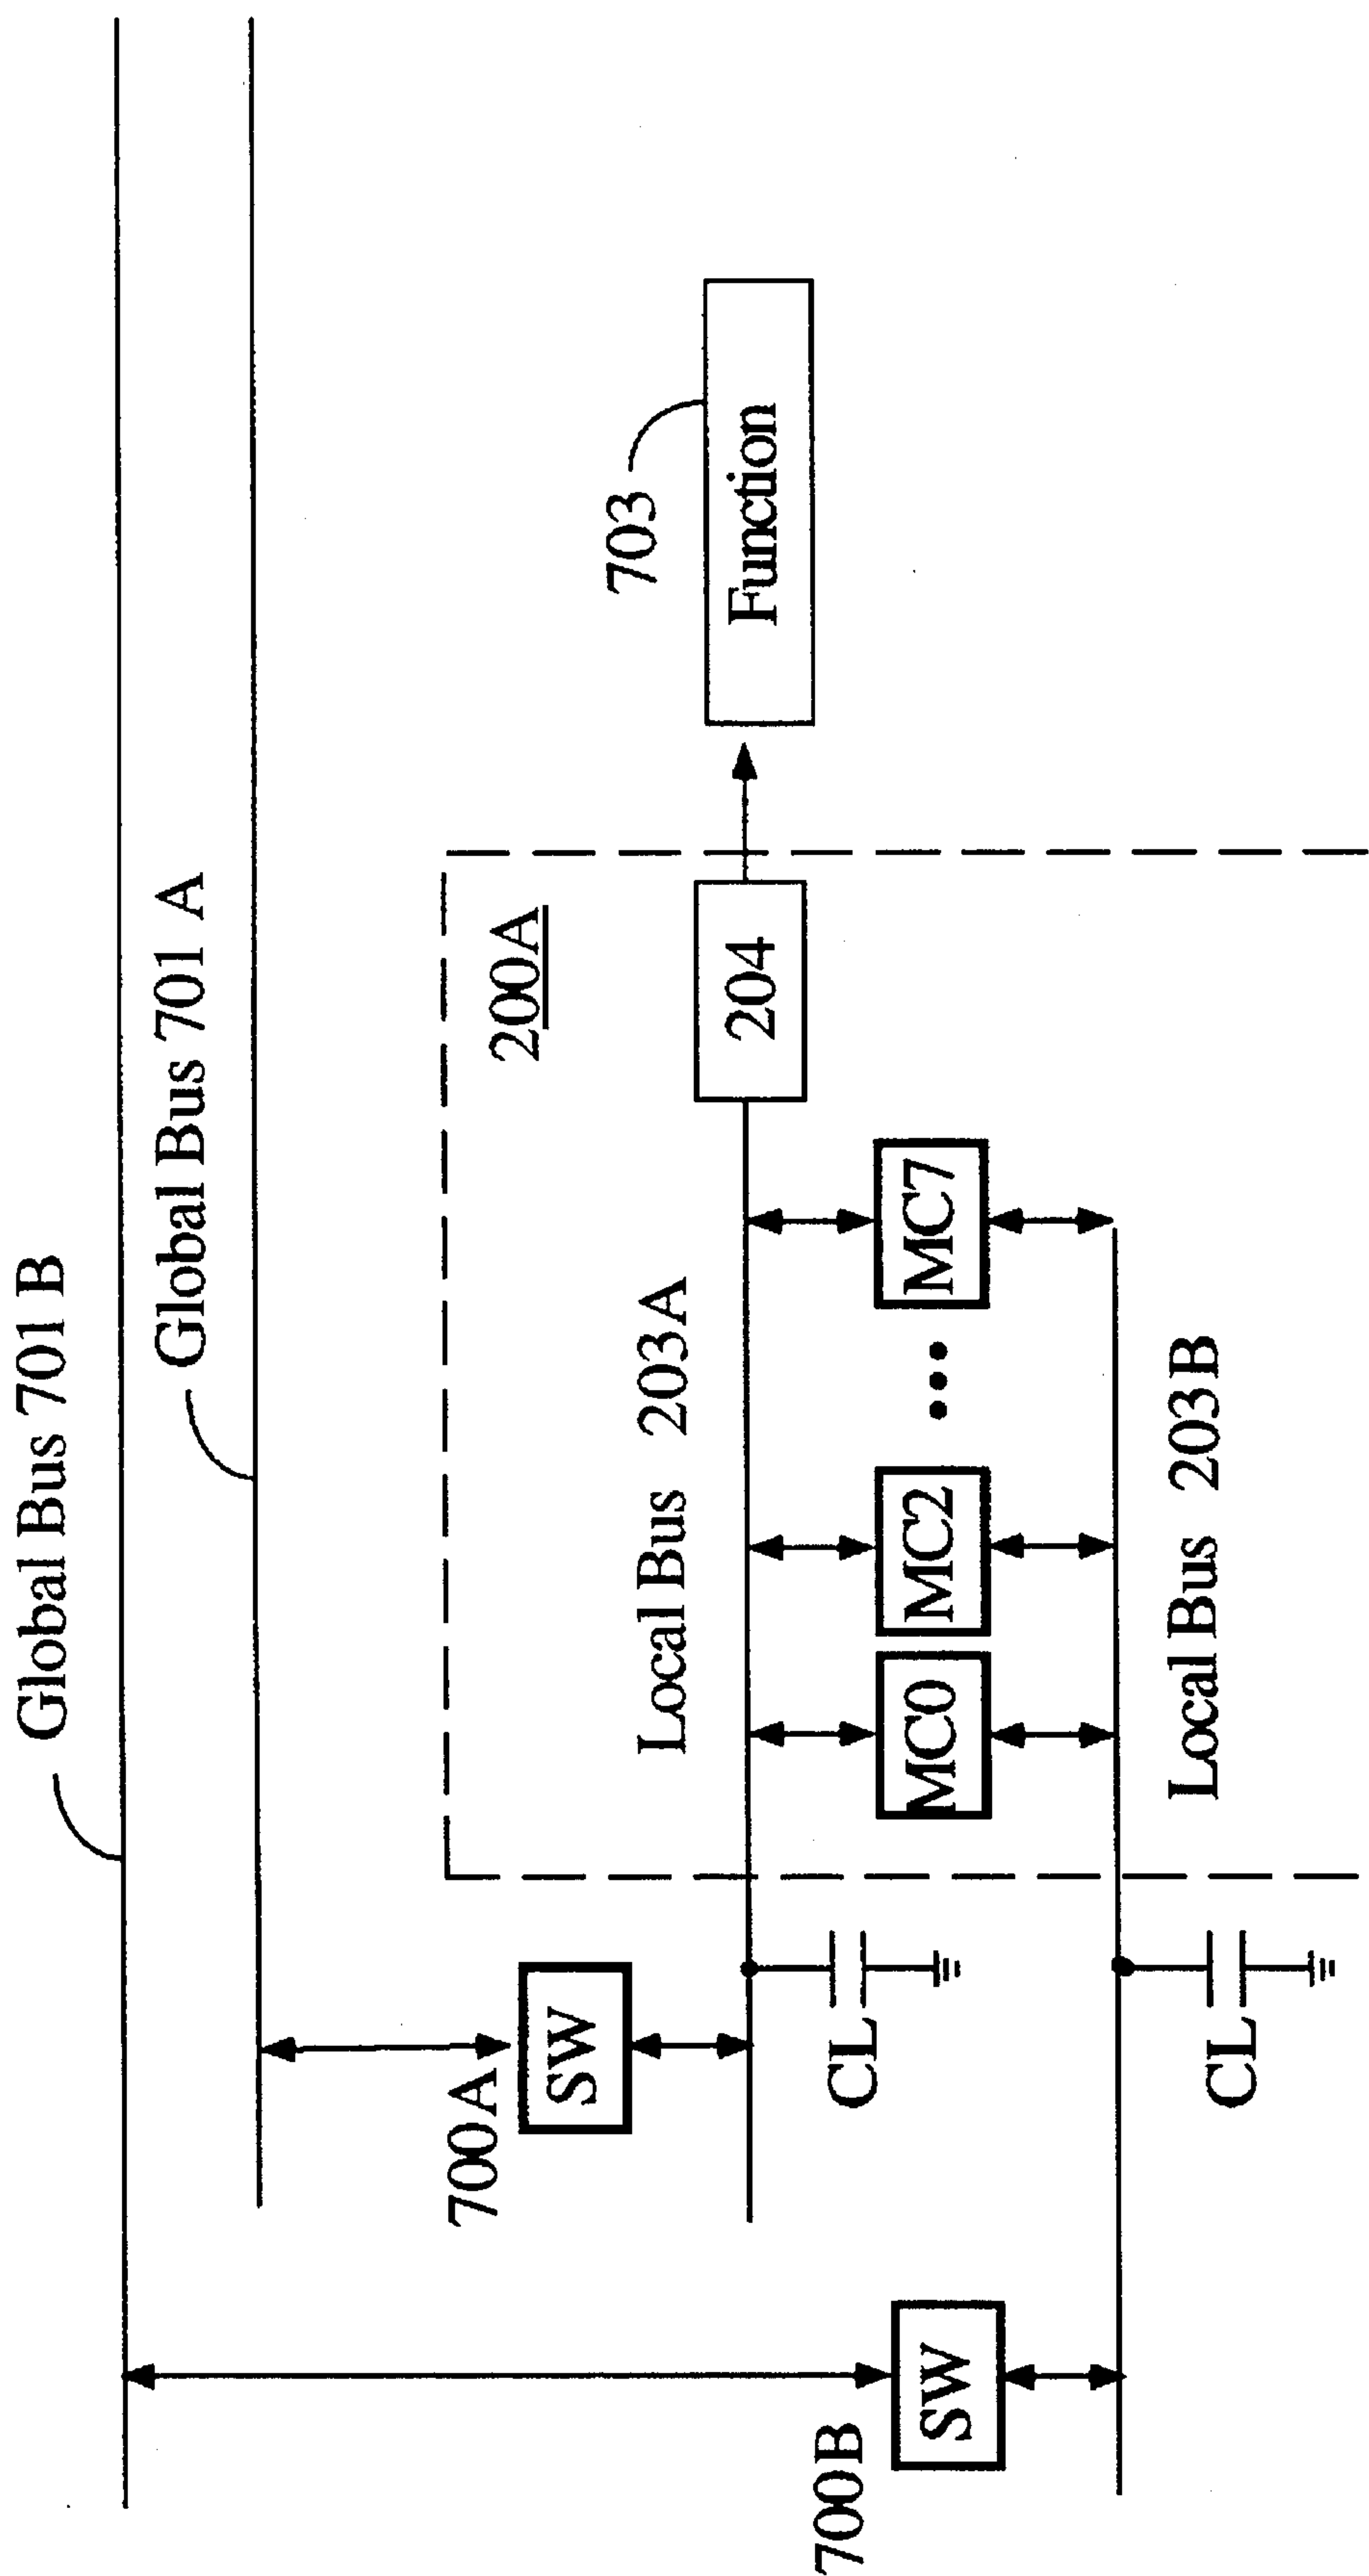 Global Bus 701 B
Global Bus 701 A
700A
SW
200A
Local Bus 203A
204
703
Function
CL
MC0
MC2
MC7
700B
SW
CL
Local Bus 203B